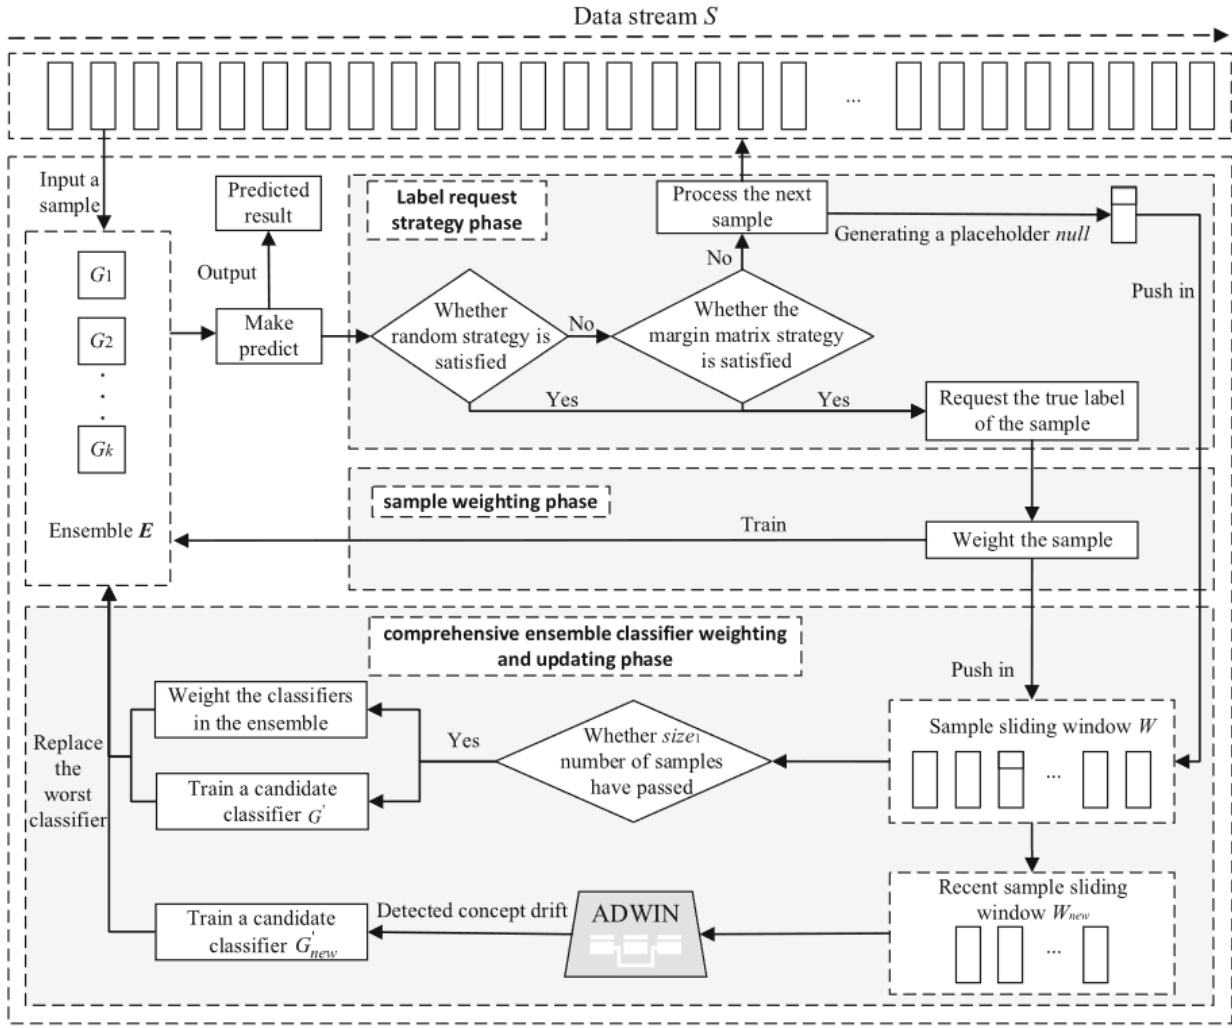 Data stream S
...
Input a
sample
Predicted
result
Label request
strategy phase
Process the next
sample
Generating a placeholder null
Push in
G1
G2
Gk
Ensemble E
Output
Make
predict
Whether
random strategy is
satisfied
No
No
Whether the
margin matrix strategy
is satisfied
Yes
Yes
Request the true label
of the sample
sample weighting phase
Train
Weight the sample
comprehensive ensemble classifier weighting
and updating phase
Push in
Replace
the
worst
classifier
Weight the classifiers
in the ensemble
Train a candidate
classifier G'
Yes
Whether size1
number of samples
have passed
Sample sliding window W
...
Train a candidate
classifier G'new
Detected concept drift
ADWIN
Recent sample sliding
window Wnew
...